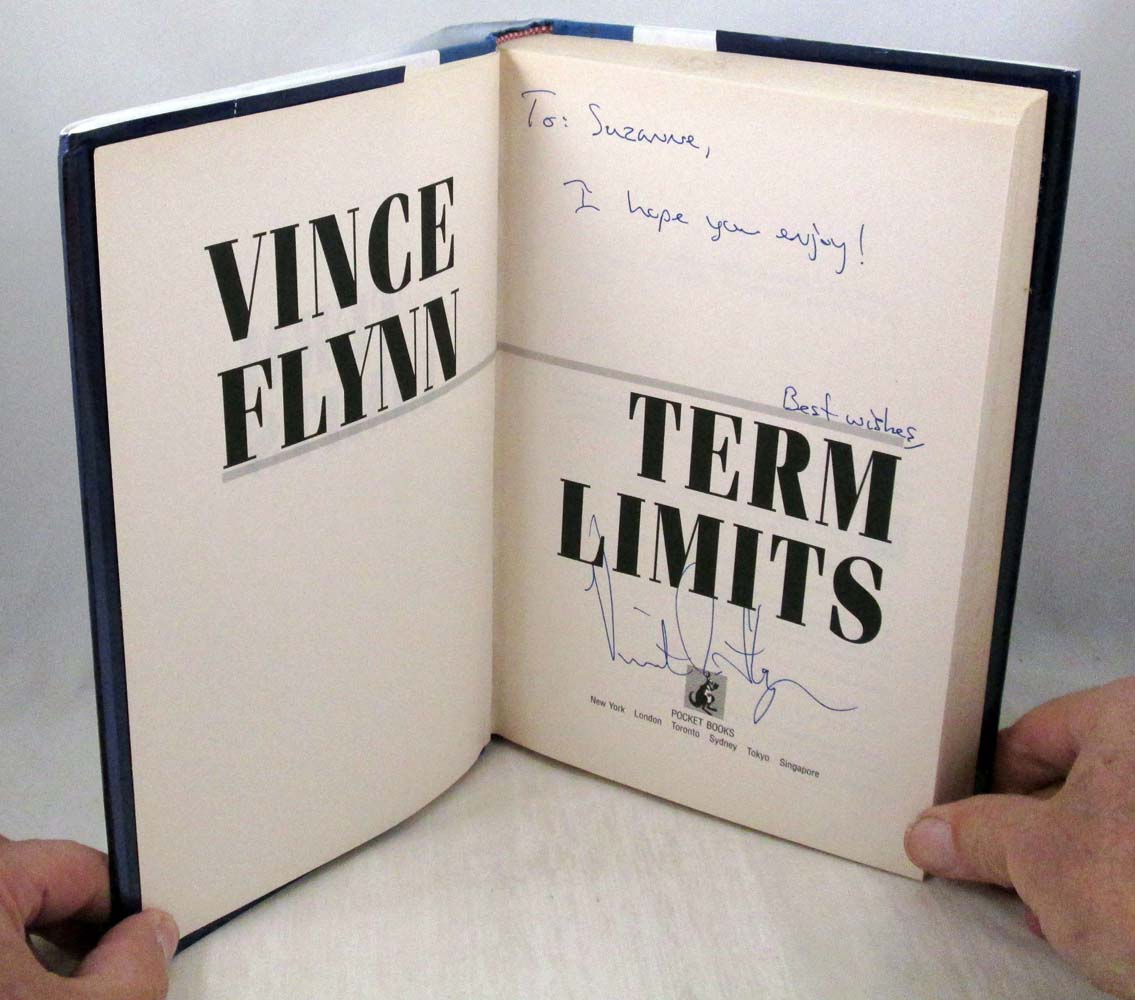 VINCE
FLYNN
To: Suzanne,
I hope you enjoy!
Best wishes,
TERM
LIMITS
POCKET BOOKS
New York London Toronto Sydney Tokyo Singapore